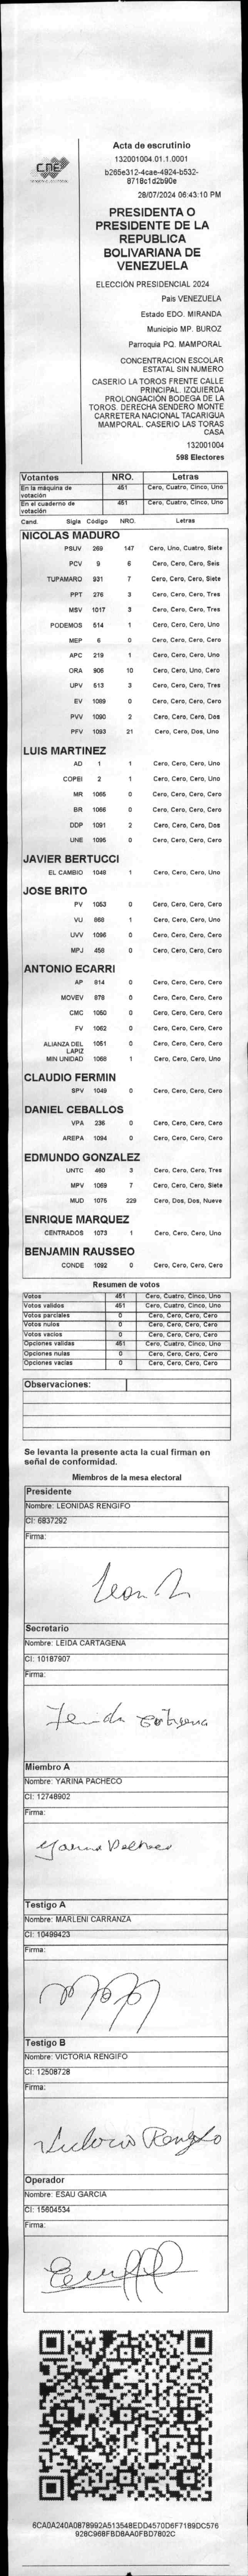 Acta de escrutinio
132001004.01.1.0001
b265e312-4cae-4924-b532-
8718c1d2b90e
28/07/2024 06:43:10 PM
CNE
PRESIDENTA O
PRESIDENTE DE LA
REPUBLICA
BOLIVARIANA DE
VENEZUELA
ELECCIÓN PRESIDENCIAL 2024
Pais VENEZUELA
Estado EDO. MIRANDA
Municipio MP. BUROZ
Parroquia PQ. MAMPORAL
CONCENTRACION ESCOLAR
ESTATAL SIN NUMERO
CASERIO LA TOROS FRENTE CALLE
PRINCIPAL. IZQUIERDA
PROLONGACIÓN BODEGA DE LA
TOROS. DERECHA SENDERO MONTE
CARRETERA NACIONAL TACARIGUA
MAMPORAL. CASERIO LAS TORAS
CASA
132001004
598 Electores
Votantes NRO. Letras
En la máquina de votación 451 Cero, Cuatro, Cinco, Uno
En el cuaderno de votación 451 Cero, Cuatro, Cinco, Uno
Cand. Sigla Código NRO. Letras
NICOLAS MADURO
PSUV 269 147 Cero, Uno, Cuatro, Siete
PCV 9 6 Cero, Cero, Cero, Seis
TUPAMARO 931 7 Cero, Cero, Cero, Siete
PPT 276 3 Cero, Cero, Cero, Tres
MSV 1017 3 Cero, Cero, Cero, Tres
PODEMOS 514 1 Cero, Cero, Cero, Uno
MEP 6 0 Cero, Cero, Cero, Cero
APC 219 1 Cero, Cero, Cero, Uno
ORA 906 10 Cero, Cero, Uno, Cero
UPV 513 3 Cero, Cero, Cero, Tres
EV 1089 0 Cero, Cero, Cero, Cero
PVV 1090 2 Cero, Cero, Cero, Dos
PFV 1093 21 Cero, Cero, Dos, Uno
LUIS MARTINEZ
AD 1 1 Cero, Cero, Cero, Uno
COPEI 2 1 Cero, Cero, Cero, Uno
MR 1065 0 Cero, Cero, Cero, Cero
BR 1066 0 Cero, Cero, Cero, Cero
DDP 1091 2 Cero, Cero, Cero, Dos
UNE 1095 0 Cero, Cero, Cero, Cero
JAVIER BERTUCCI
EL CAMBIO 1048 1 Cero, Cero, Cero, Uno
JOSE BRITO
PV 1053 0 Cero, Cero, Cero, Cero
VU 868 1 Cero, Cero, Cero, Uno
UVV 1096 0 Cero, Cero, Cero, Cero
MPJ 458 0 Cero, Cero, Cero, Cero
ANTONIO ECARRI
AP 814 0 Cero, Cero, Cero, Cero
MOVEV 878 0 Cero, Cero, Cero, Cero
CMC 1050 0 Cero, Cero, Cero, Cero
FV 1062 0 Cero, Cero, Cero, Cero
ALIANZA DEL LAPIZ 1051 0 Cero, Cero, Cero, Cero
MIN UNIDAD 1068 1 Cero, Cero, Cero, Uno
CLAUDIO FERMIN
SPV 1049 0 Cero, Cero, Cero, Cero
DANIEL CEBALLOS
VPA 236 0 Cero, Cero, Cero, Cero
AREPA 1094 0 Cero, Cero, Cero, Cero
EDMUNDO GONZALEZ
UNTC 460 3 Cero, Cero, Cero, Tres
MPV 1069 7 Cero, Cero, Cero, Siete
MUD 1075 229 Cero, Dos, Dos, Nueve
ENRIQUE MARQUEZ
CENTRADOS 1073 1 Cero, Cero, Cero, Uno
BENJAMIN RAUSSEO
CONDE 1092 0 Cero, Cero, Cero, Cero
Resumen de votos
Votos 451 Cero, Cuatro, Cinco, Uno
Votos validos 451 Cero, Cuatro, Cinco, Uno
Votos parciales 0 Cero, Cero, Cero, Cero
Votos nulos 0 Cero, Cero, Cero, Cero
Votos vacios 0 Cero, Cero, Cero, Cero
Opciones validas 451 Cero, Cuatro, Cinco, Uno
Opciones nulas 0 Cero, Cero, Cero, Cero
Opciones vacias 0 Cero, Cero, Cero, Cero
Observaciones:
Se levanta la presente acta la cual firman en
señal de conformidad.
Miembros de la mesa electoral
Presidente
Nombre: LEONIDAS RENGIFO
CI: 6837292
Firma:
Leon
Secretario
Nombre: LEIDA CARTAGENA
CI: 10187907
Firma:
Miembro A
Nombre: YARINA PACHECO
CI: 12748902
Firma:
Yarina Pacheco
Testigo A
Nombre: MARLENI CARRANZA
CI: 10499423
Firma:
Testigo B
Nombre: VICTORIA RENGIFO
CI: 12508728
Firma:
Victoria Rengifo
Operador
Nombre: ESAU GARCIA
CI: 15604534
Firma:
6CA0A240A0878992A513548EDD4570D6F7189DC576
928C968FBD8AA0FBD7802C